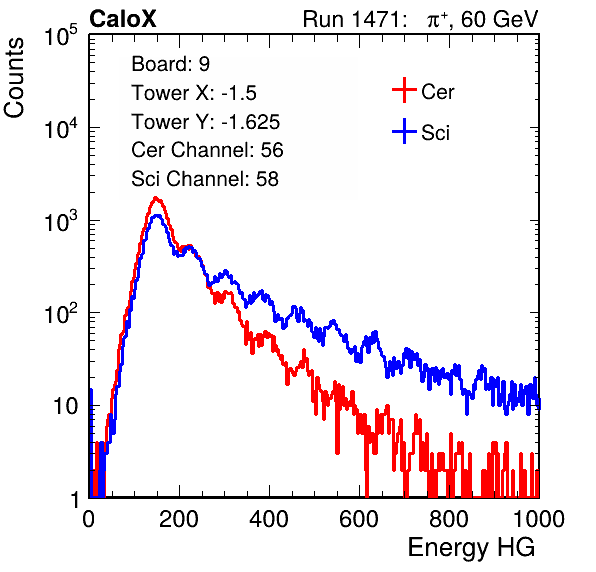 CaloX Run 1471: π⁺, 60 GeV
Counts
Board: 9
Tower X: -1.5
Tower Y: -1.625
Cer Channel: 56
Sci Channel: 58
Cer
Sci
10⁵
10⁴
10³
10²
10
1
0 200 400 600 800 1000
Energy HG